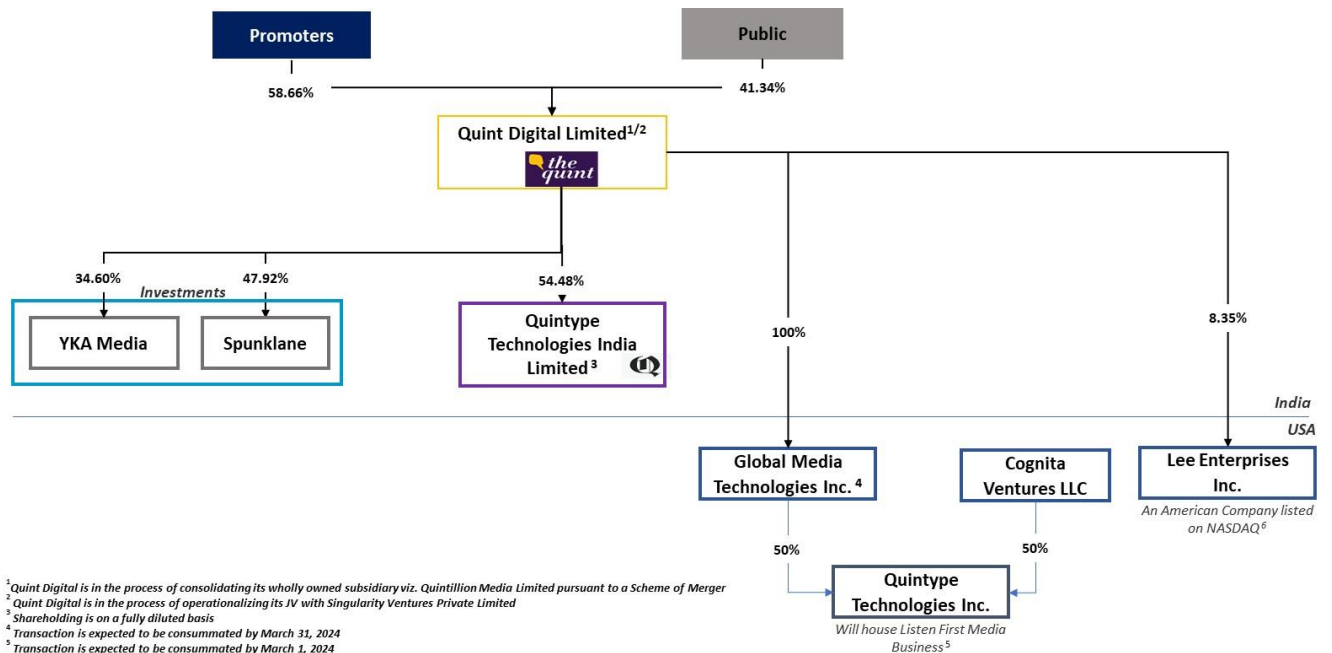 Promoters
Public
58.66%
41.34%
Quint Digital Limited1/2
the
quint
34.60%
47.92%
54.48%
Investments
YKA Media
Spunklane
Quintype
Technologies India
Limited 3
Q
100%
8.35%
India
USA
Global Media
Technologies Inc. 4
Cognita
Ventures LLC
Lee Enterprises
Inc.
An American Company listed
on NASDAQ 6
50%
50%
Quintype
Technologies Inc.
Will house Listen First Media
Business 5
1Quint Digital is in the process of consolidating its wholly owned subsidiary viz. Quintillion Media Limited pursuant to a Scheme of Merger
2 Quint Digital is in the process of operationalizing its JV with Singularity Ventures Private Limited
3 Shareholding is on a fully diluted basis
4 Transaction is expected to be consummated by March 31, 2024
5 Transaction is expected to be consummated by March 1, 2024